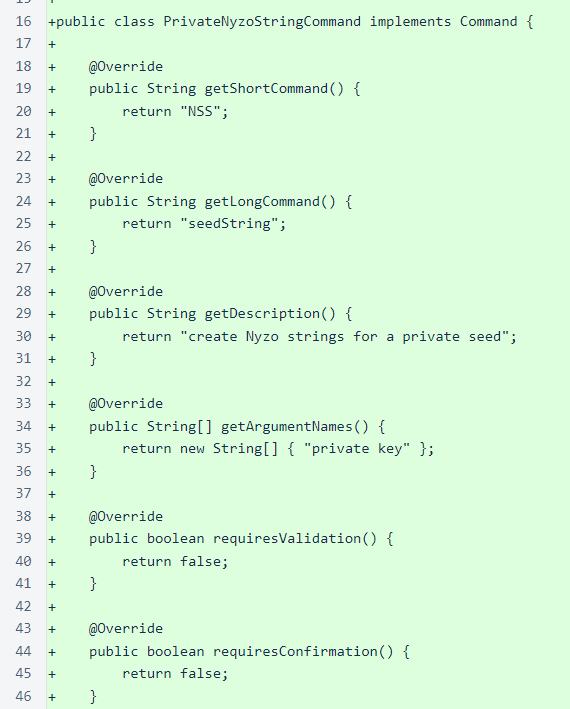 16 +public class PrivateNyzoStringCommand implements Command {
17 +
18 +    @Override
19 +    public String getShortCommand() {
20 +        return "NSS";
21 +    }
22 +
23 +    @Override
24 +    public String getLongCommand() {
25 +        return "seedString";
26 +    }
27 +
28 +    @Override
29 +    public String getDescription() {
30 +        return "create Nyzo strings for a private seed";
31 +    }
32 +
33 +    @Override
34 +    public String[] getArgumentNames() {
35 +        return new String[] { "private key" };
36 +    }
37 +
38 +    @Override
39 +    public boolean requiresValidation() {
40 +        return false;
41 +    }
42 +
43 +    @Override
44 +    public boolean requiresConfirmation() {
45 +        return false;
46 +    }